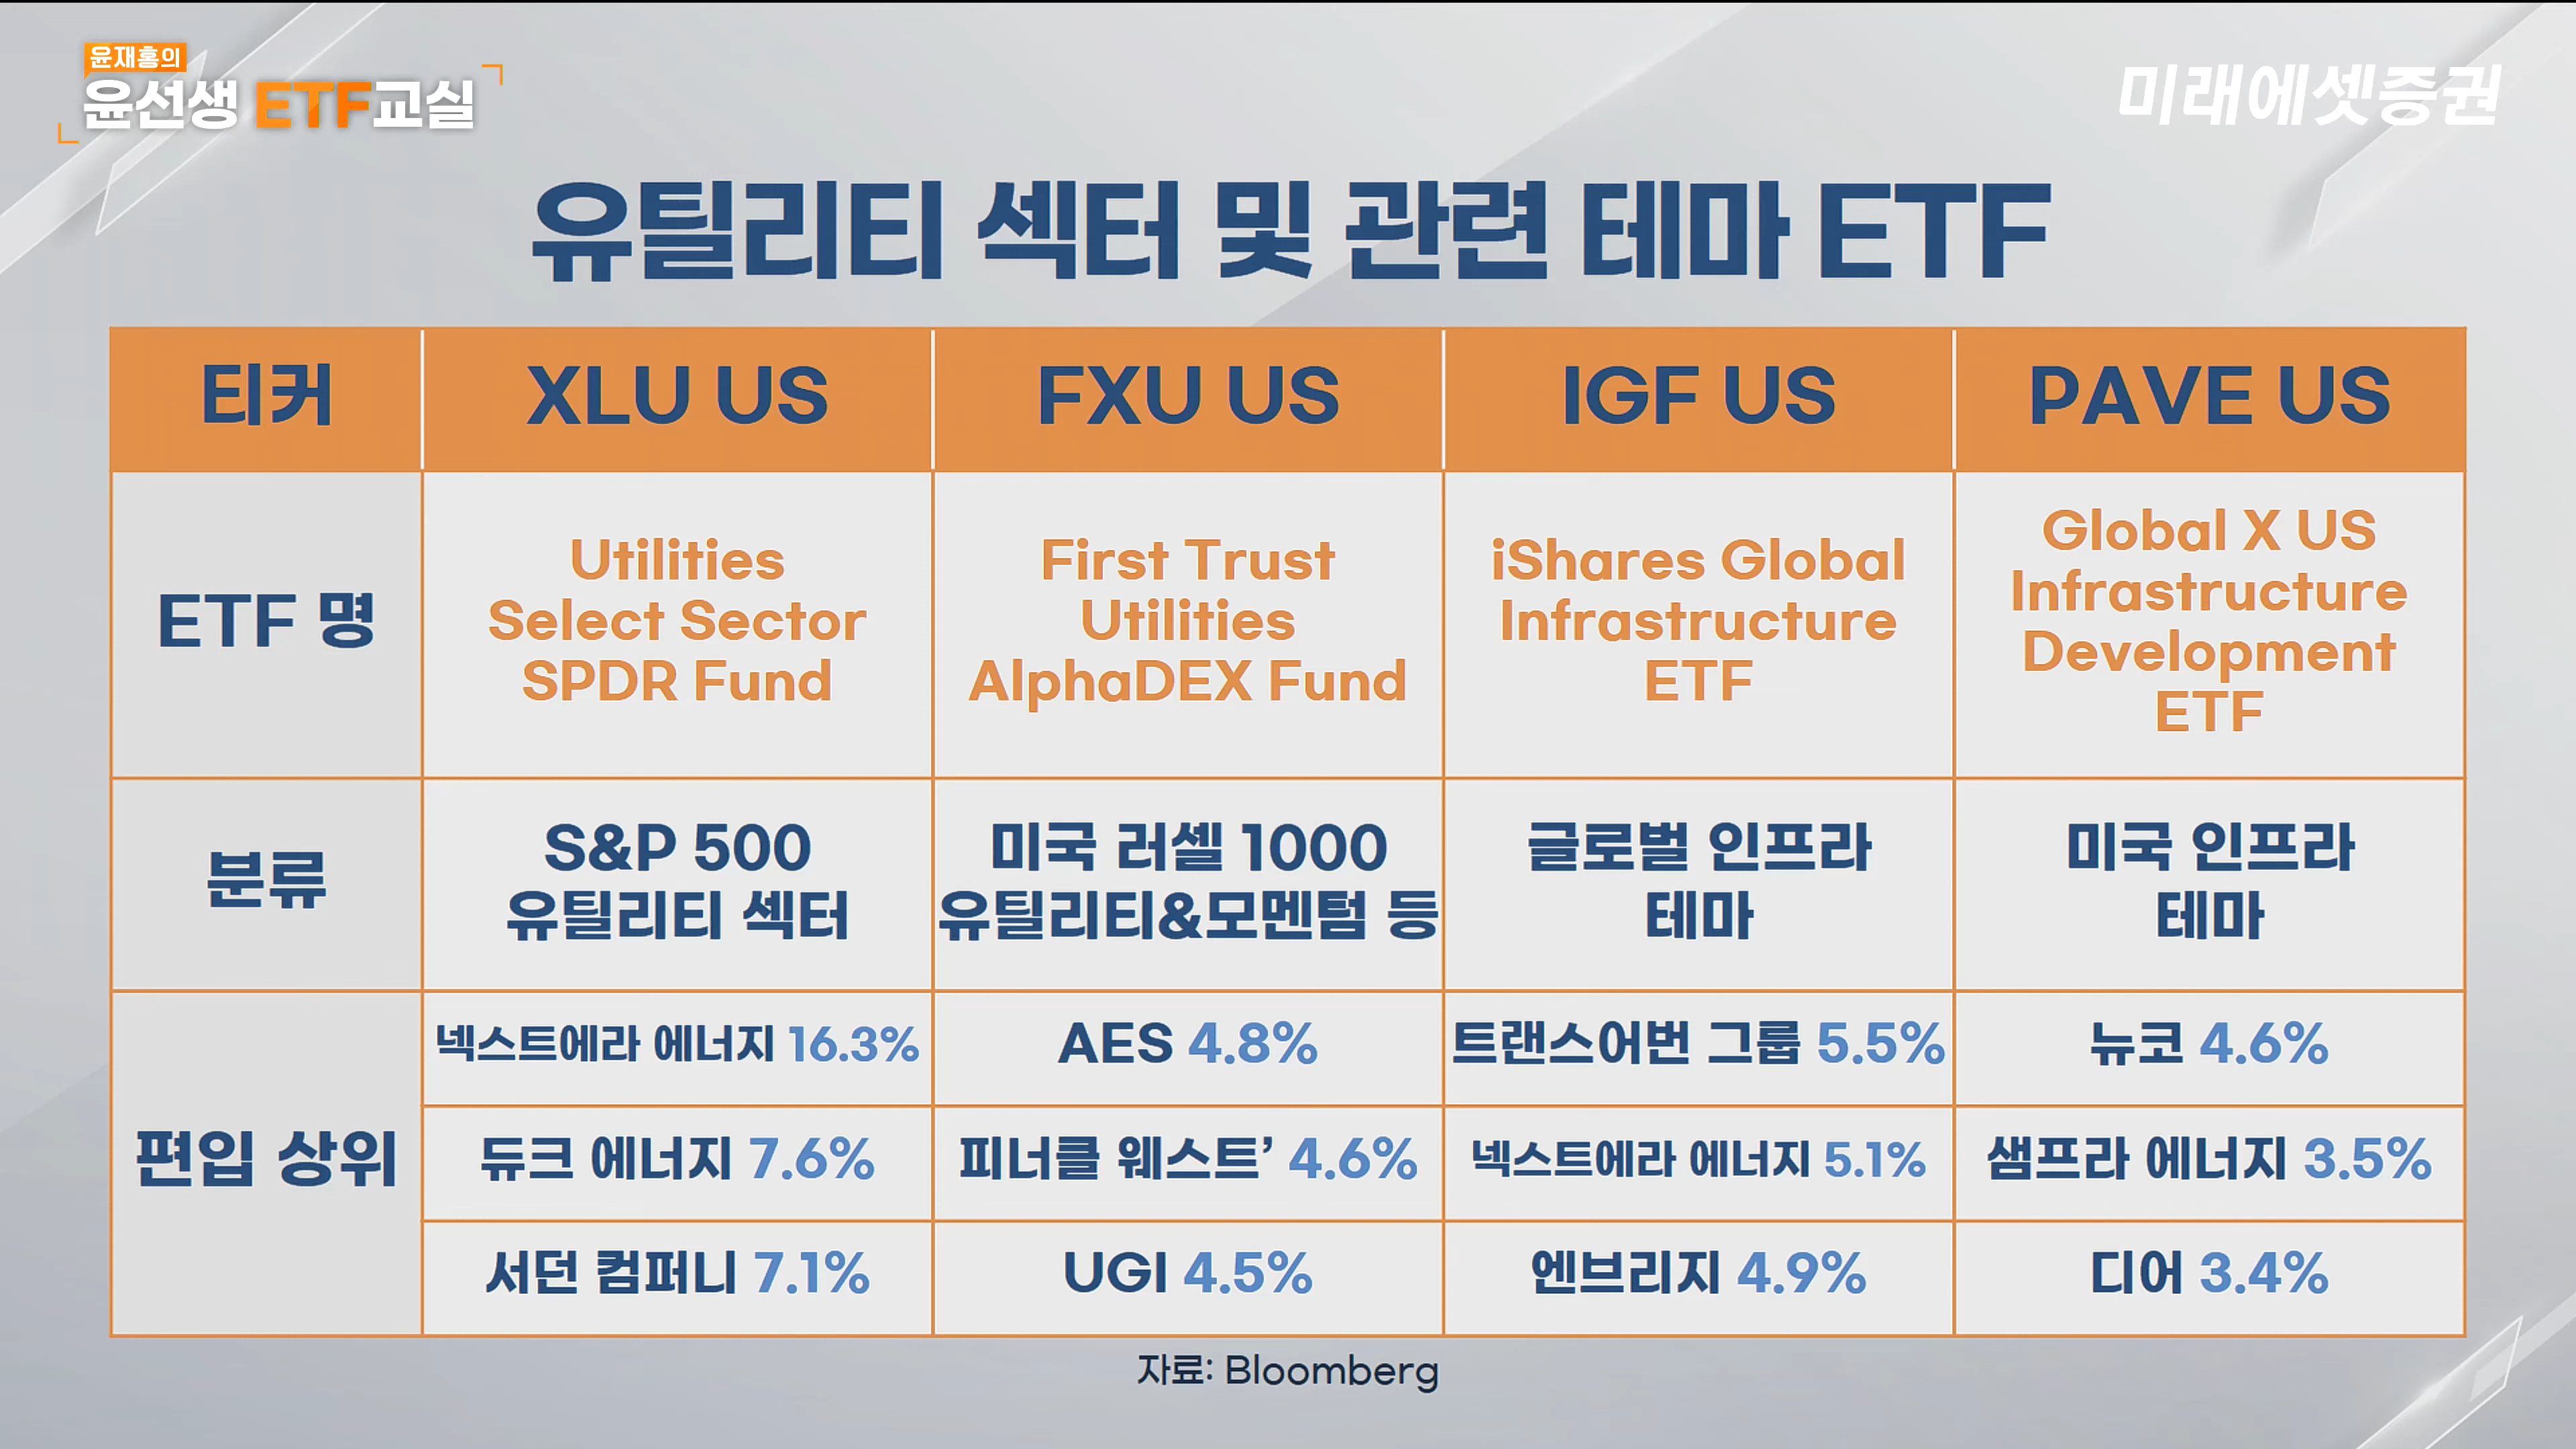 윤재홍의
윤선생 ETF교실
미래에셋증권
유틸리티 섹터 및 관련 테마 ETF
티커
XLU US
FXU US
IGF US
PAVE US
ETF 명
Utilities
Select Sector
SPDR Fund
First Trust
Utilities
AlphaDEX Fund
iShares Global
Infrastructure
ETF
Global X US
Infrastructure
Development
ETF
분류
S&P 500
유틸리티 섹터
미국 러셀 1000
유틸리티&모멘텀 등
글로벌 인프라
테마
미국 인프라
테마
편입 상위
넥스트에라 에너지 16.3%
AES 4.8%
트랜스어번 그룹 5.5%
뉴코 4.6%
듀크 에너지 7.6%
피너클 웨스트’ 4.6%
넥스트에라 에너지 5.1%
샘프라 에너지 3.5%
서던 컴퍼니 7.1%
UGI 4.5%
엔브리지 4.9%
디어 3.4%
자료: Bloomberg